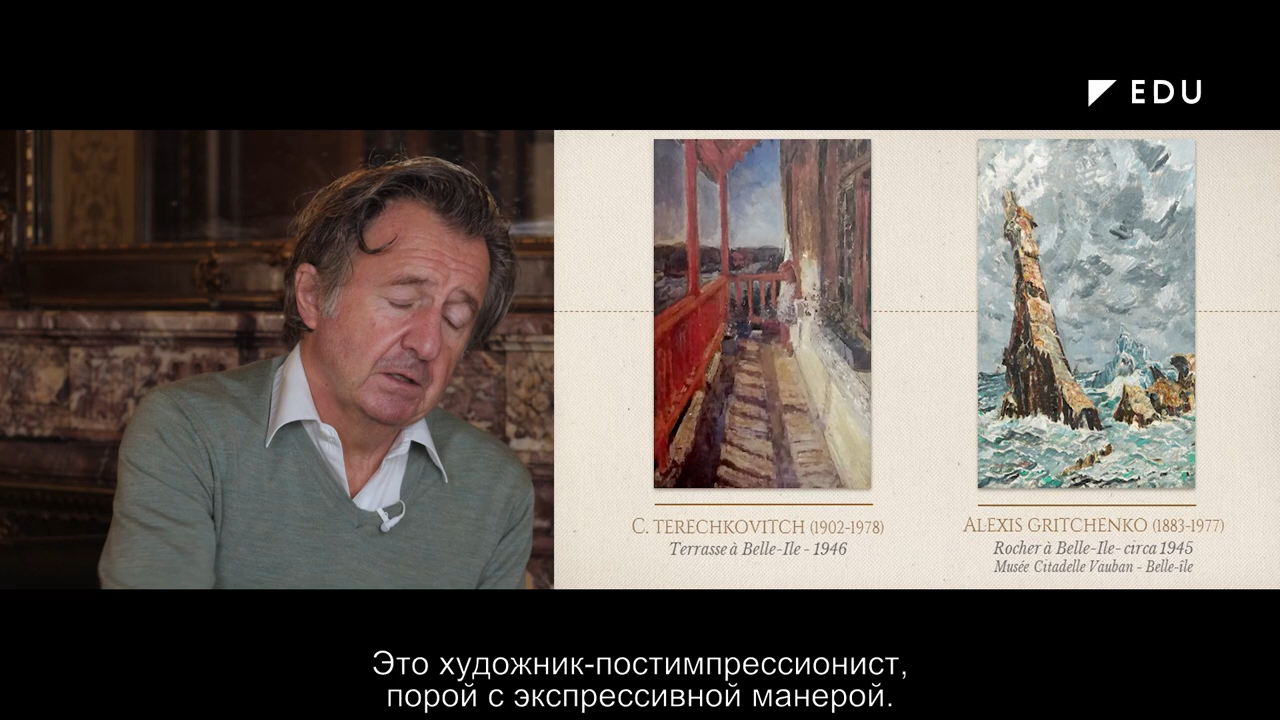 EDU
C. TERECHKOVITCH (1902-1978)
Terrasse à Belle-Ile - 1946
ALEXIS GRITCHENKO (1883-1977)
Rocher à Belle-Ile- circa 1945
Musée Citadelle Vauban - Belle-île
Это художник-постимпрессионист,
порой с экспрессивной манерой.